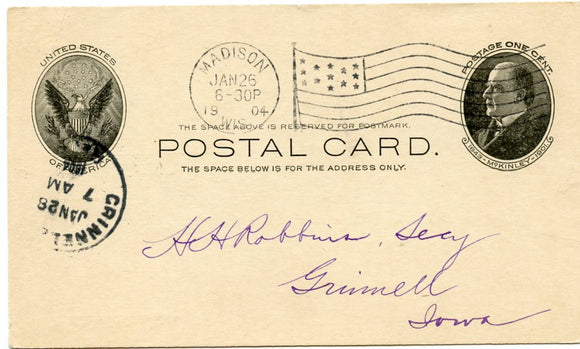 UNITED STATES
OF AMERICA
MADISON
JAN 26
6-30P
1904
WIS.
POSTAGE ONE CENT.
1843-McKINLEY-1901
THE SPACE ABOVE IS RESERVED FOR POSTMARK.
POSTAL CARD.
THE SPACE BELOW IS FOR THE ADDRESS ONLY.
GRINNELL
JAN 28
7 AM
1904
H H Robbins, Secy
Grinnell
Iowa